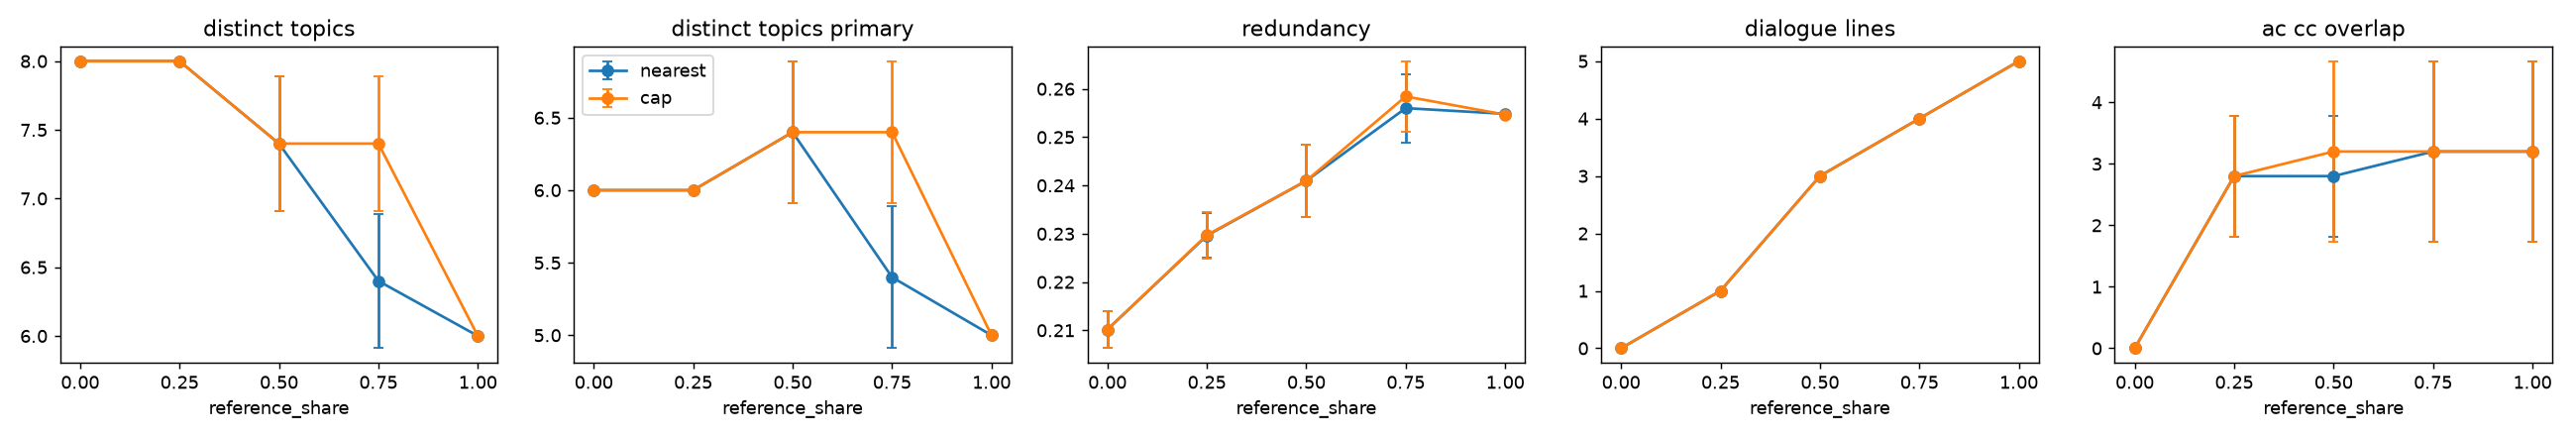 distinct topics
8.0
7.5
7.0
6.5
6.0
0.00 0.25 0.50 0.75 1.00
reference_share
distinct topics primary
nearest
cap
6.5
6.0
5.5
5.0
0.00 0.25 0.50 0.75 1.00
reference_share
redundancy
0.26
0.25
0.24
0.23
0.22
0.21
0.00 0.25 0.50 0.75 1.00
reference_share
dialogue lines
5
4
3
2
1
0
0.00 0.25 0.50 0.75 1.00
reference_share
ac cc overlap
4
3
2
1
0
0.00 0.25 0.50 0.75 1.00
reference_share